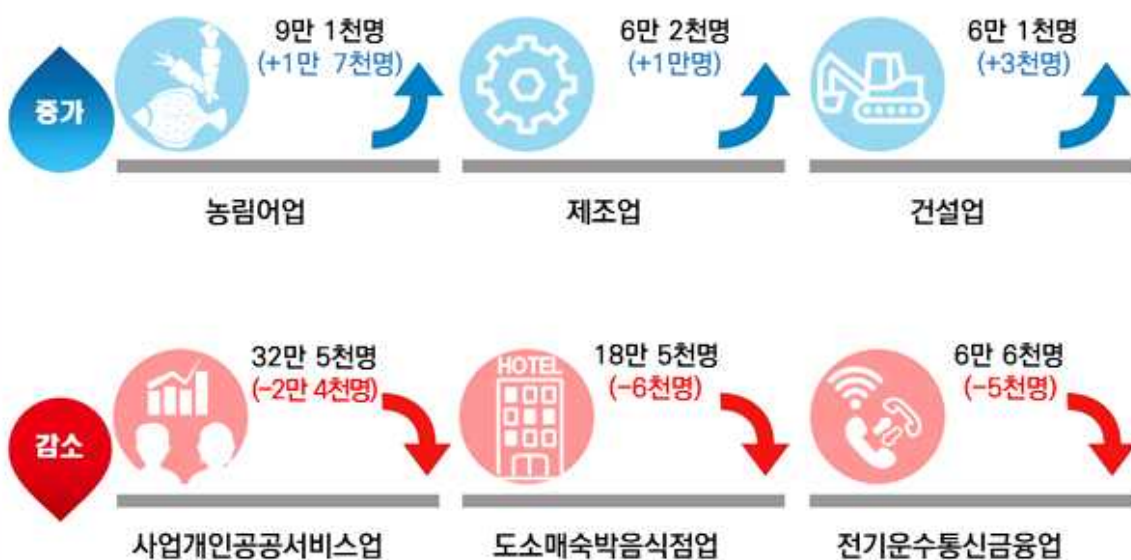 증가
9만 1천명
(+1만 7천명)
농림어업
6만 2천명
(+1만명)
제조업
6만 1천명
(+3천명)
건설업
감소
32만 5천명
(-2만 4천명)
사업개인공공서비스업
HOTEL
18만 5천명
(-6천명)
도소매숙박음식점업
6만 6천명
(-5천명)
전기운수통신금융업